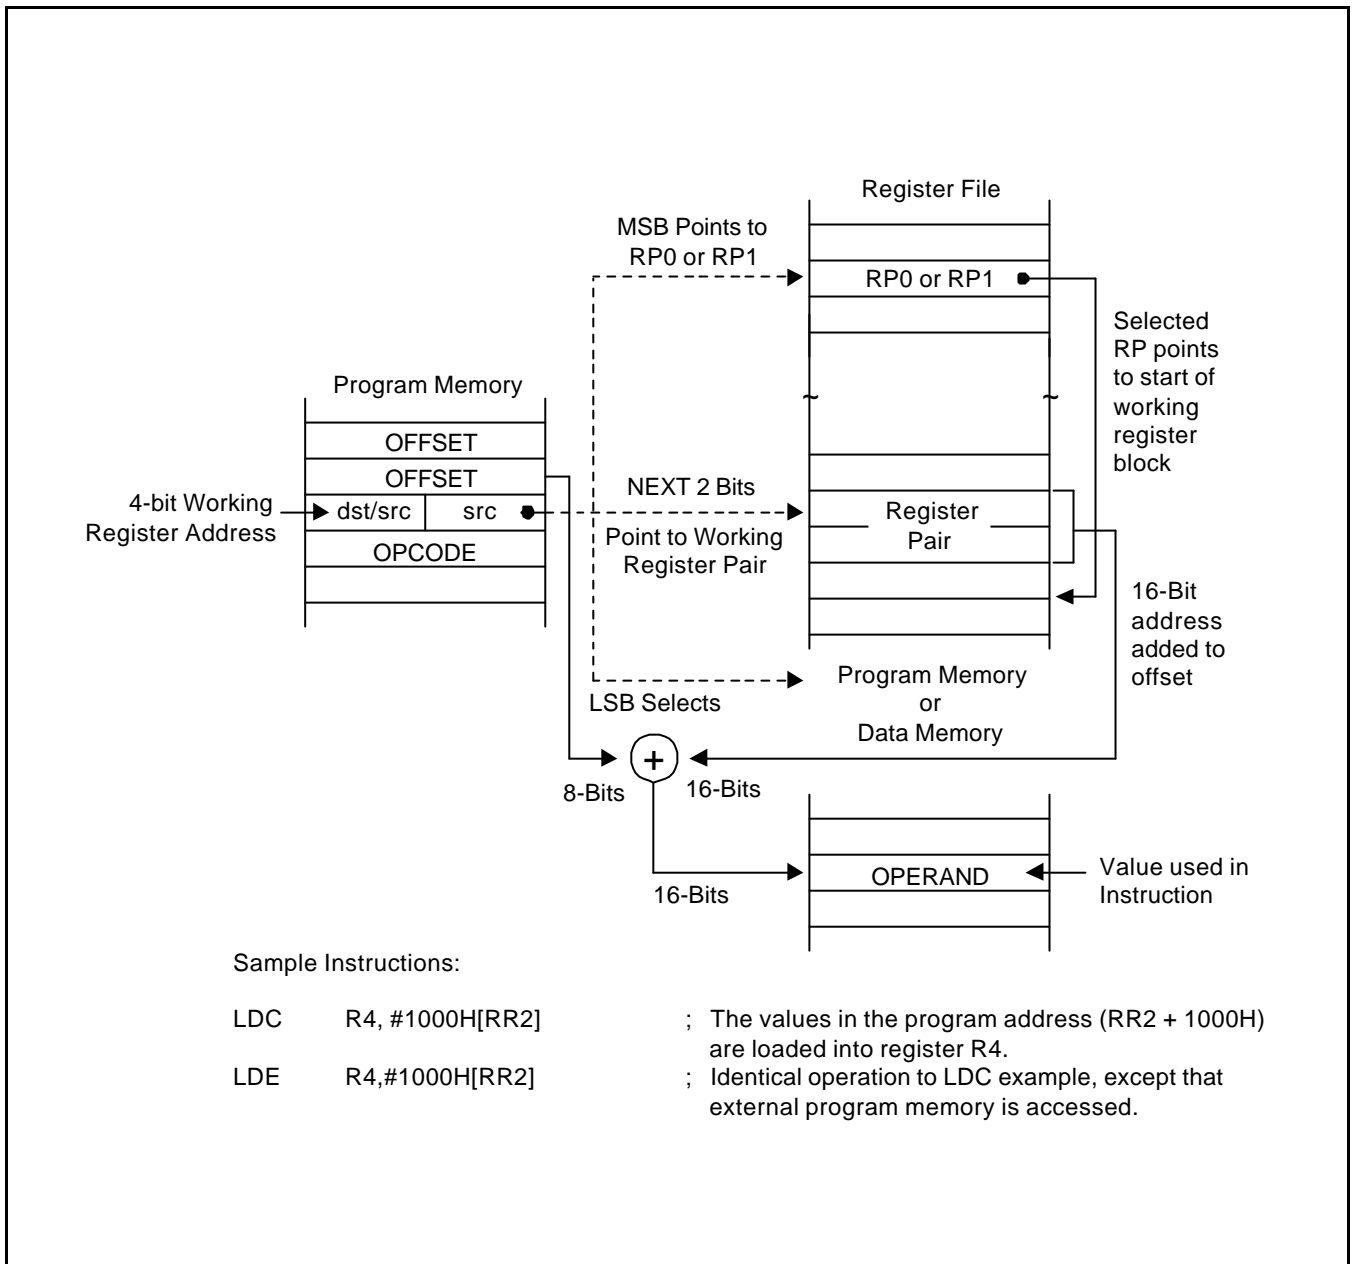 Register File
MSB Points to
RP0 or RP1
RP0 or RP1
Selected
RP points
to start of
working
register
block
Program Memory
OFFSET
OFFSET
4-bit Working
Register Address
dst/src
src
OPCODE
NEXT 2 Bits
Point to Working
Register Pair
Register
Pair
16-Bit
address
added to
offset
LSB Selects
Program Memory
or
Data Memory
+
8-Bits
16-Bits
16-Bits
OPERAND
Value used in
Instruction
Sample Instructions:
LDC R4, #1000H[RR2] ; The values in the program address (RR2 + 1000H)
are loaded into register R4.
LDE R4,#1000H[RR2] ; Identical operation to LDC example, except that
external program memory is accessed.